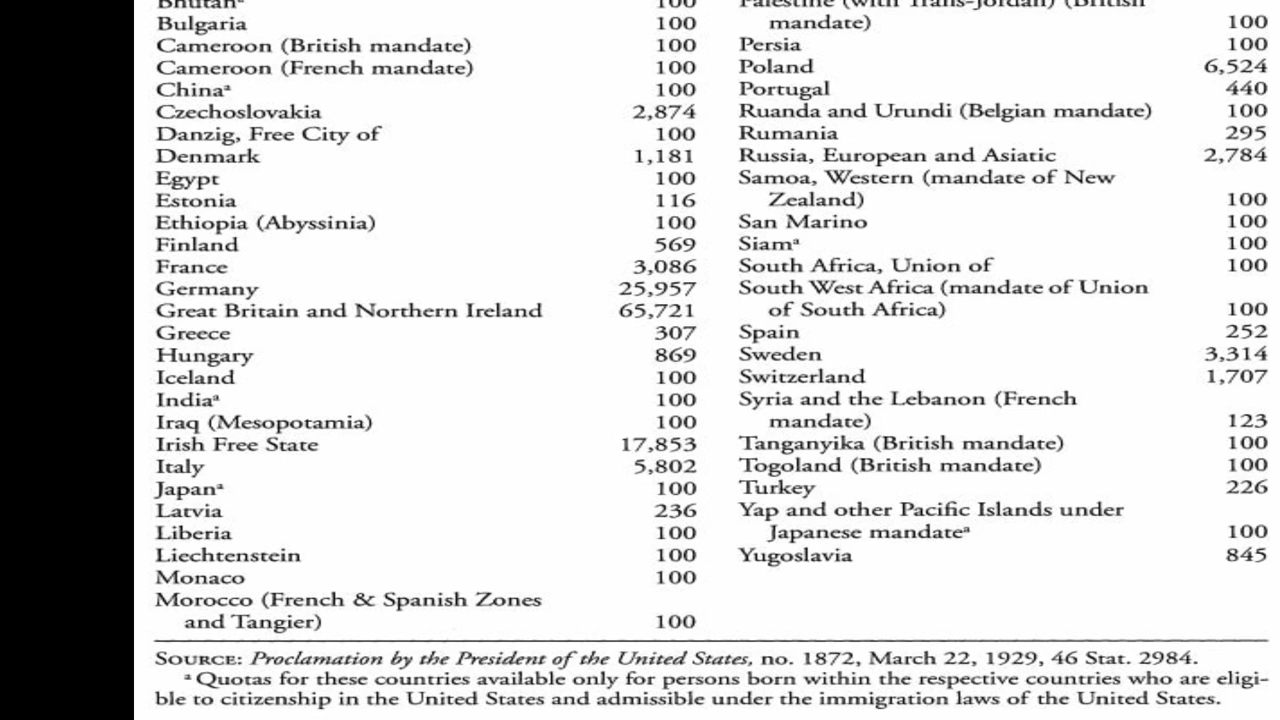 Bhutanª 100
Bulgaria 100
Cameroon (British mandate) 100
Cameroon (French mandate) 100
Chinaª 100
Czechoslovakia 2,874
Danzig, Free City of 100
Denmark 1,181
Egypt 100
Estonia 116
Ethiopia (Abyssinia) 100
Finland 569
France 3,086
Germany 25,957
Great Britain and Northern Ireland 65,721
Greece 307
Hungary 869
Iceland 100
Indiaª 100
Iraq (Mesopotamia) 100
Irish Free State 17,853
Italy 5,802
Japanª 100
Latvia 236
Liberia 100
Liechtenstein 100
Monaco 100
Morocco (French & Spanish Zones
and Tangier) 100
Palestine (with Trans-Jordan) (British
mandate) 100
Persia 100
Poland 6,524
Portugal 440
Ruanda and Urundi (Belgian mandate) 100
Rumania 295
Russia, European and Asiatic 2,784
Samoa, Western (mandate of New
Zealand) 100
San Marino 100
Siamª 100
South Africa, Union of 100
South West Africa (mandate of Union
of South Africa) 100
Spain 252
Sweden 3,314
Switzerland 1,707
Syria and the Lebanon (French
mandate) 123
Tanganyika (British mandate) 100
Togoland (British mandate) 100
Turkey 226
Yap and other Pacific Islands under
Japanese mandateª 100
Yugoslavia 845
SOURCE: Proclamation by the President of the United States, no. 1872, March 22, 1929, 46 Stat. 2984.
ª Quotas for these countries available only for persons born within the respective countries who are eligi-
ble to citizenship in the United States and admissible under the immigration laws of the United States.